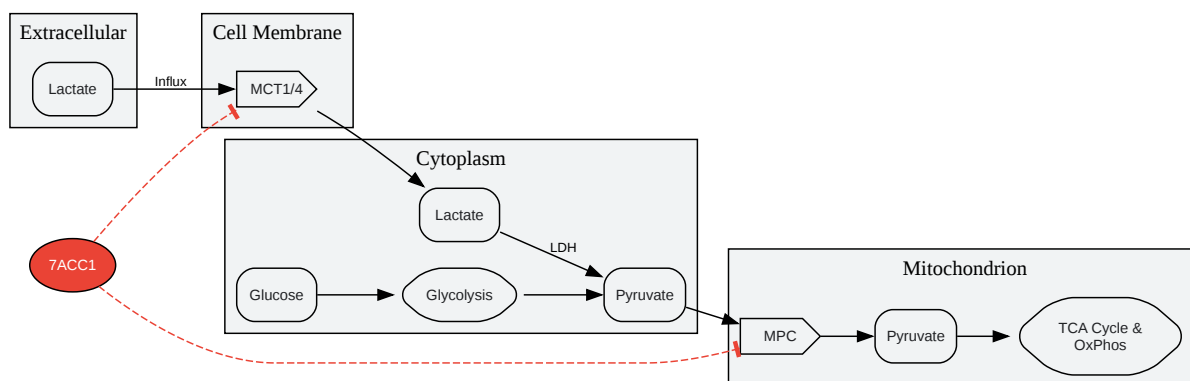 Extracellular
Cell Membrane
Lactate
Influx
MCT1/4
Cytoplasm
Lactate
LDH
7ACC1
Glucose
Glycolysis
Pyruvate
Mitochondrion
MPC
Pyruvate
TCA Cycle &
OxPhos